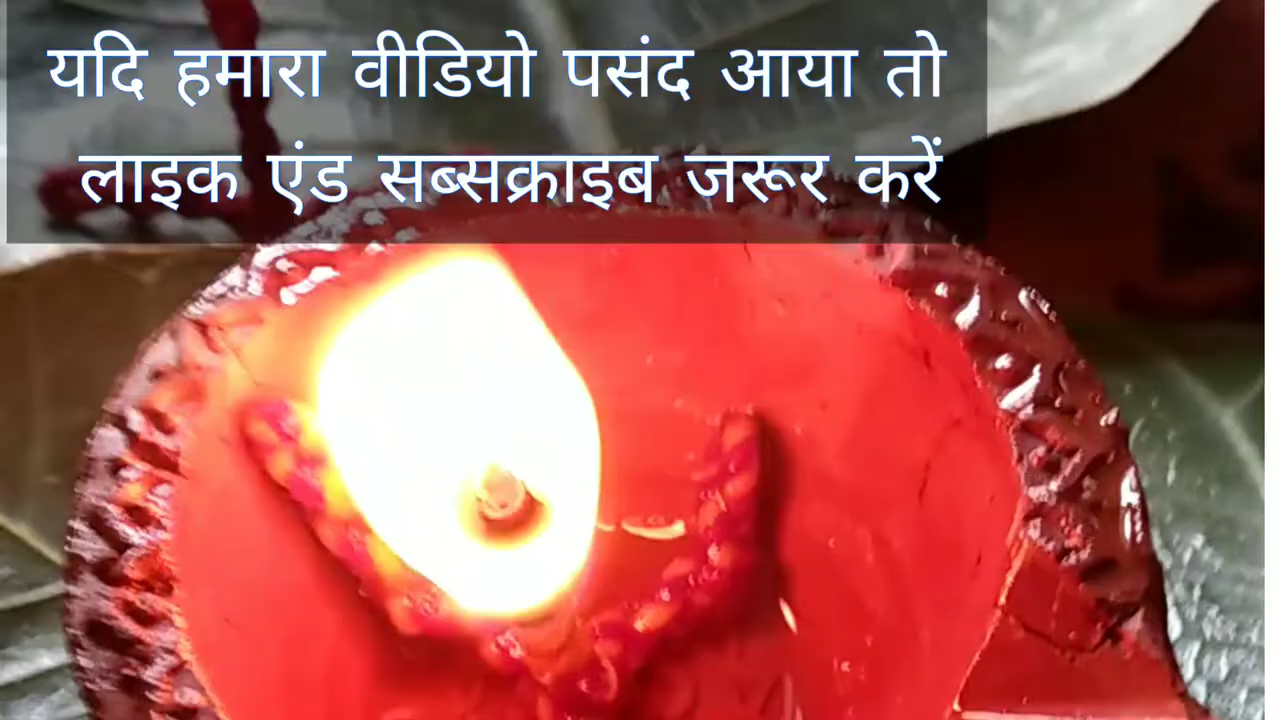 यदि हमारा वीडियो पसंद आया तो
लाइक एंड सब्सक्राइब जरूर करें